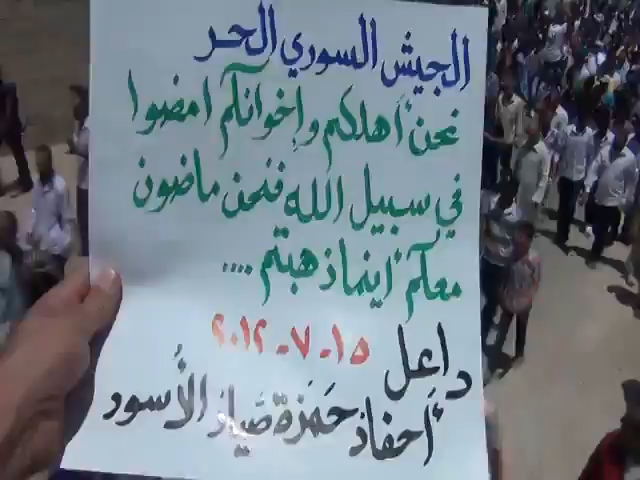 الجيش السوري الحر
نحن أهلكم وإخوانكم امضوا
في سبيل الله فنحن ماضون
معكم أينما ذهبتم ....
داعل ١٥-٧-٢٠١٢
أحفاد حمزة صياد الأسود